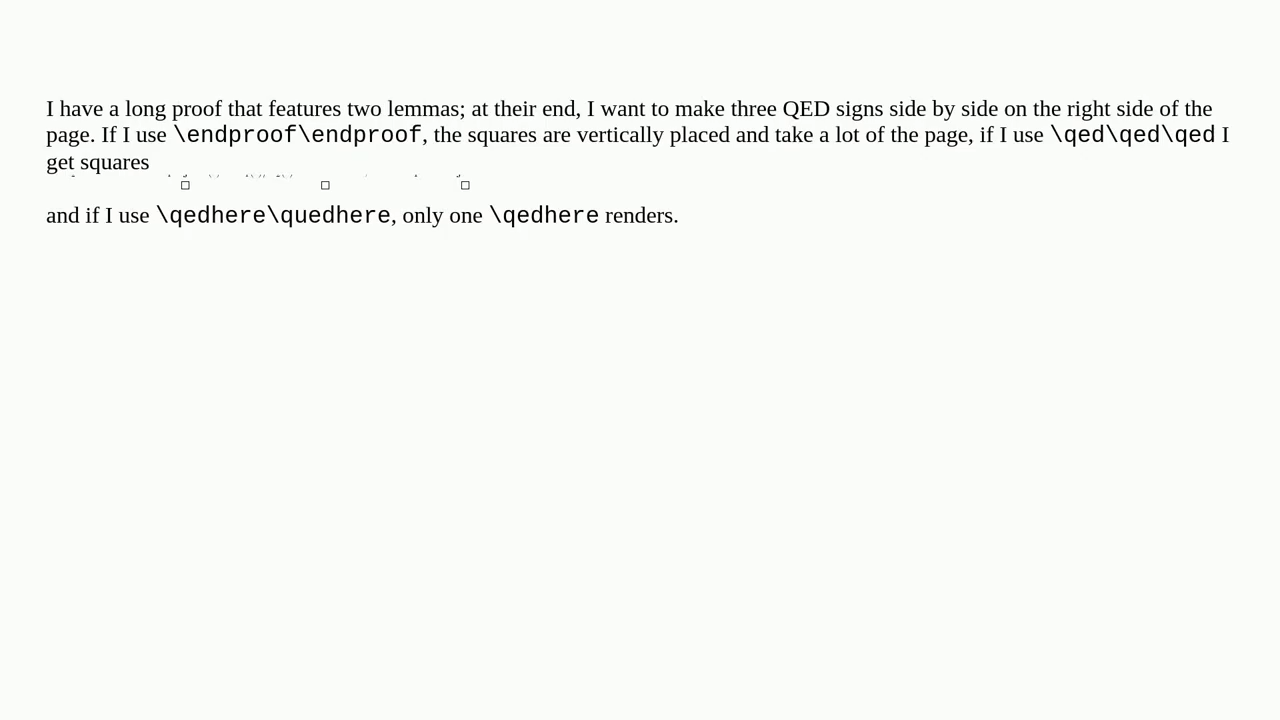 I have a long proof that features two lemmas; at their end, I want to make three QED signs side by side on the right side of the
page. If I use \endproof\endproof, the squares are vertically placed and take a lot of the page, if I use \qed\qed\qed I
get squares
□ □ □
and if I use \qedhere\quedhere, only one \qedhere renders.